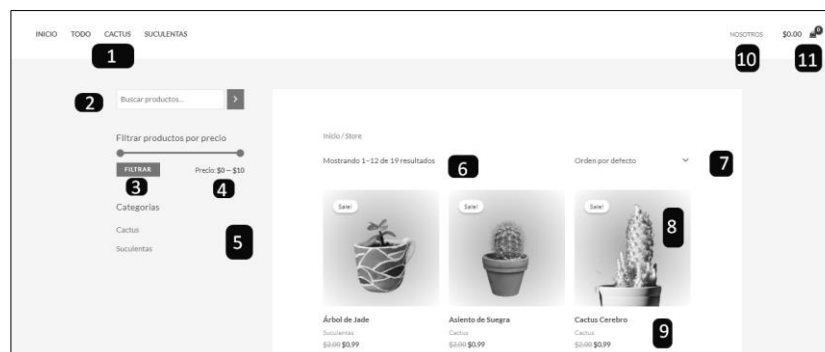 INICIO TODO CACTUS SUCULENTAS NOSOTROS $0.00 0
1 10 11
2 Buscar productos...
Filtrar productos por precio
Inicio / Store
Mostrando 1–12 de 19 resultados 6 Orden por defecto 7
FILTRAR Precio: $0 — $10
3 4
Categorias
Cactus
5
Suculentas
Sale! Sale! Sale!
8
Árbol de Jade Asiento de Suegra Cactus Cerebro
Suculentas Cactus Cactus 9
$2.00 $0.99 $2.00 $0.99 $2.00 $0.99